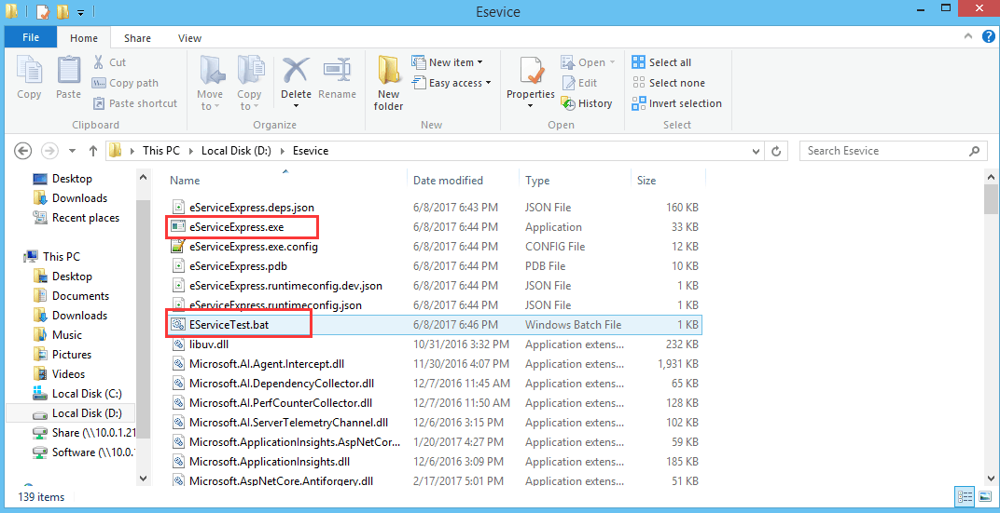 Esevice
File Home Share View
Copy
Paste
Cut
Copy path
Paste shortcut
Clipboard
Move to
Copy to
Delete
Rename
Organize
New folder
New item
Easy access
New
Properties
Open
Edit
History
Open
Select all
Select none
Invert selection
Select
This PC Local Disk (D:) Esevice
Search Esevice
Desktop
Downloads
Recent places
This PC
Desktop
Documents
Downloads
Music
Pictures
Videos
Local Disk (C:)
Local Disk (D:)
Share (\\10.0.1.21
Software (\\10.0.1
Name Date modified Type Size
eServiceExpress.deps.json 6/8/2017 6:43 PM JSON File 160 KB
eServiceExpress.exe 6/8/2017 6:44 PM Application 33 KB
eServiceExpress.exe.config 6/8/2017 6:44 PM CONFIG File 12 KB
eServiceExpress.pdb 6/8/2017 6:44 PM PDB File 10 KB
eServiceExpress.runtimeconfig.dev.json 6/8/2017 6:44 PM JSON File 1 KB
eServiceExpress.runtimeconfig.json 6/8/2017 6:44 PM JSON File 1 KB
EServiceTest.bat 6/8/2017 6:46 PM Windows Batch File 1 KB
libuv.dll 10/31/2016 3:32 PM Application extens... 232 KB
Microsoft.AI.Agent.Intercept.dll 11/30/2016 4:07 PM Application extens... 1,931 KB
Microsoft.AI.DependencyCollector.dll 12/7/2016 11:45 AM Application extens... 65 KB
Microsoft.AI.PerfCounterCollector.dll 12/7/2016 11:50 AM Application extens... 128 KB
Microsoft.AI.ServerTelemetryChannel.dll 12/6/2016 3:15 PM Application extens... 102 KB
Microsoft.ApplicationInsights.AspNetCor... 1/20/2017 4:27 PM Application extens... 59 KB
Microsoft.ApplicationInsights.dll 12/6/2016 3:09 PM Application extens... 185 KB
Microsoft.AspNetCore.Antiforgery.dll 2/17/2017 5:01 PM Application extens... 51 KB
139 items